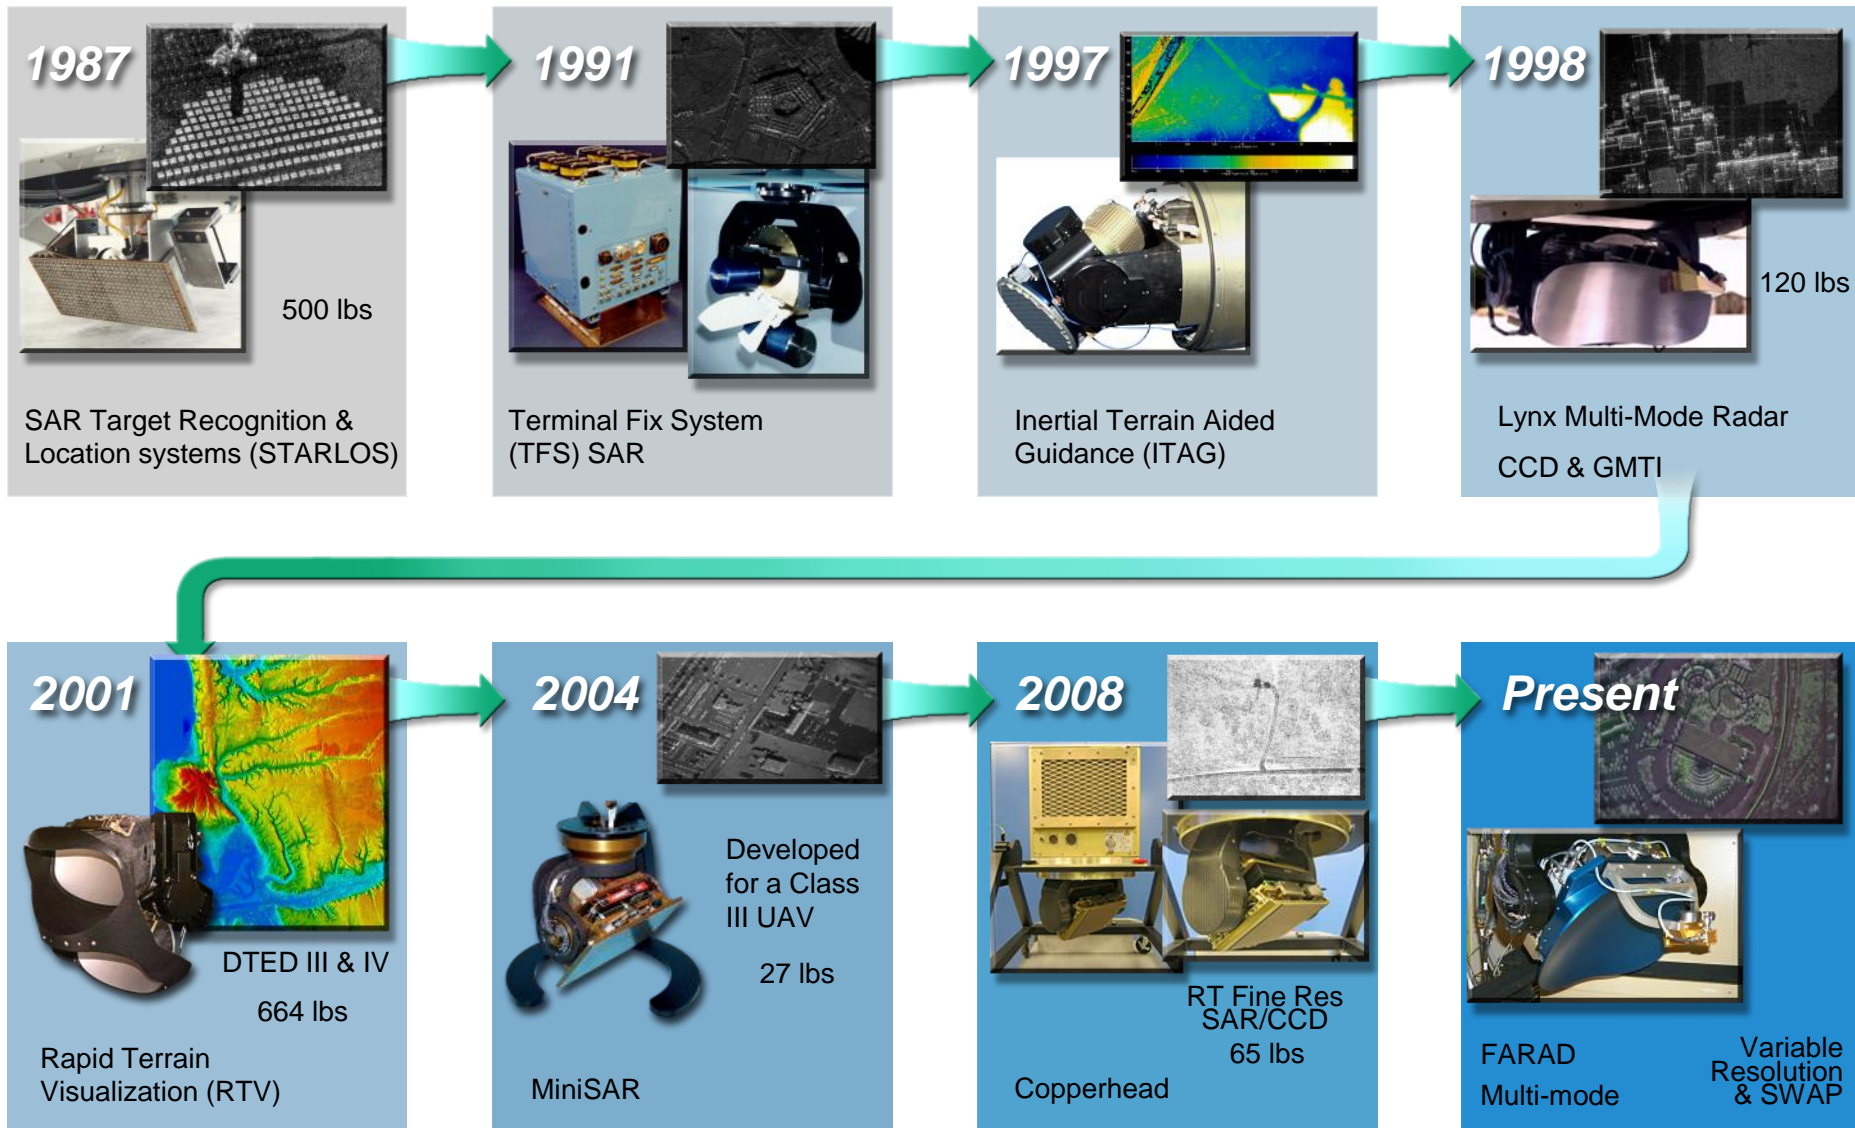 1987
500 lbs
SAR Target Recognition &
Location systems (STARLOS)
1991
Terminal Fix System
(TFS) SAR
1997
Inertial Terrain Aided
Guidance (ITAG)
1998
120 lbs
Lynx Multi-Mode Radar
CCD & GMTI
2001
DTED III & IV
664 lbs
Rapid Terrain
Visualization (RTV)
2004
Developed
for a Class
III UAV
27 lbs
MiniSAR
2008
RT Fine Res
SAR/CCD
65 lbs
Copperhead
Present
FARAD
Multi-mode
Variable
Resolution
& SWAP